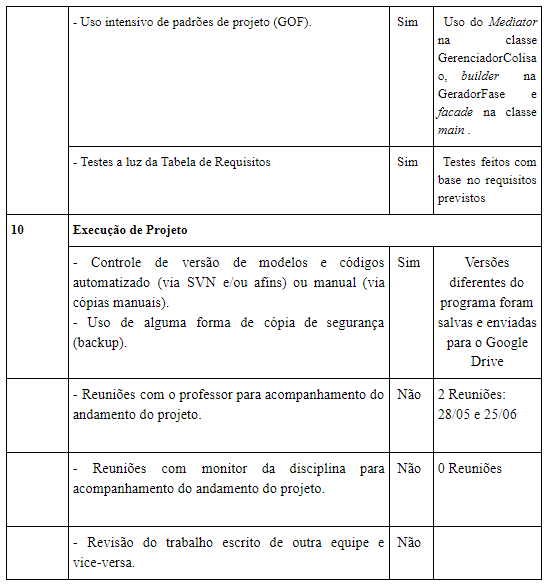 - Uso intensivo de padrões de projeto (GOF).
Sim
Uso do Mediator
na classe
GerenciadorColisa
o, builder na
GeradorFase e
facade na classe
main .
- Testes a luz da Tabela de Requisitos
Sim
Testes feitos com
base no requisitos
previstos
10
Execução de Projeto
- Controle de versão de modelos e códigos
automatizado (via SVN e/ou afins) ou manual (via
cópias manuais).
- Uso de alguma forma de cópia de segurança
(backup).
Sim
Versões
diferentes do
programa foram
salvas e enviadas
para o Google
Drive
- Reuniões com o professor para acompanhamento do
andamento do projeto.
Não
2 Reuniões:
28/05 e 25/06
- Reuniões com monitor da disciplina para
acompanhamento do andamento do projeto.
Não
0 Reuniões
- Revisão do trabalho escrito de outra equipe e
vice-versa.
Não